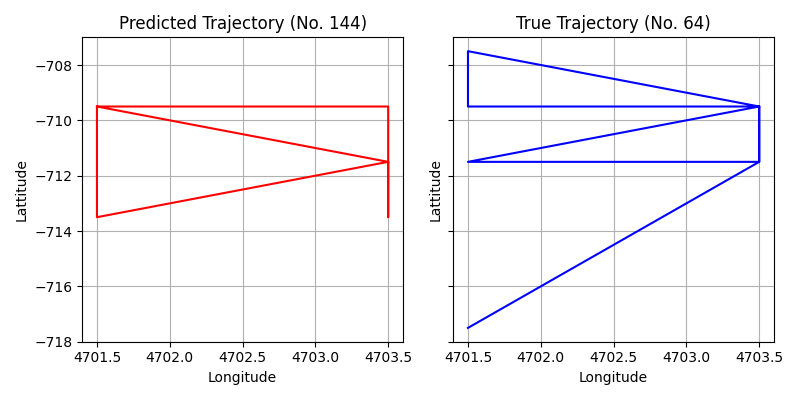 Predicted Trajectory (No. 144)
True Trajectory (No. 64)
Lattitude
−708
−710
−712
−714
−716
−718
4701.5 4702.0 4702.5 4703.0 4703.5
Longitude
Lattitude
4701.5 4702.0 4702.5 4703.0 4703.5
Longitude